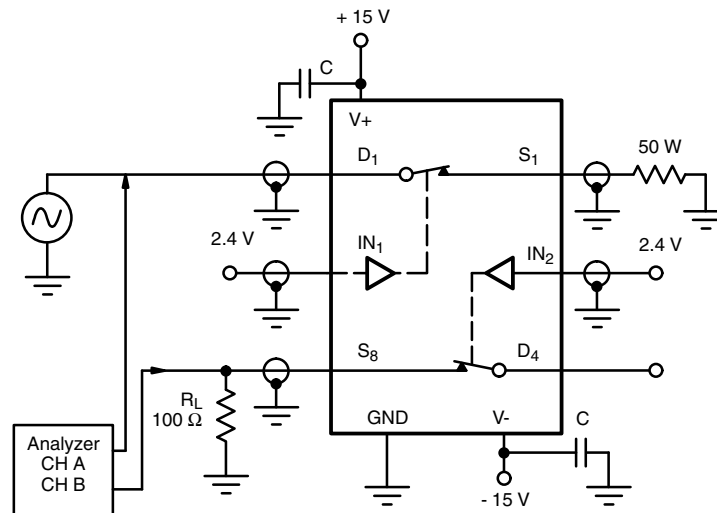 + 15 V
C
V+
D1
S1
50 W
2.4 V
IN1
IN2
2.4 V
S8
D4
RL
100 Ω
GND
V-
C
Analyzer
CH A
CH B
- 15 V